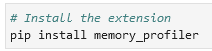 # Install the extension
pip install memory_profiler